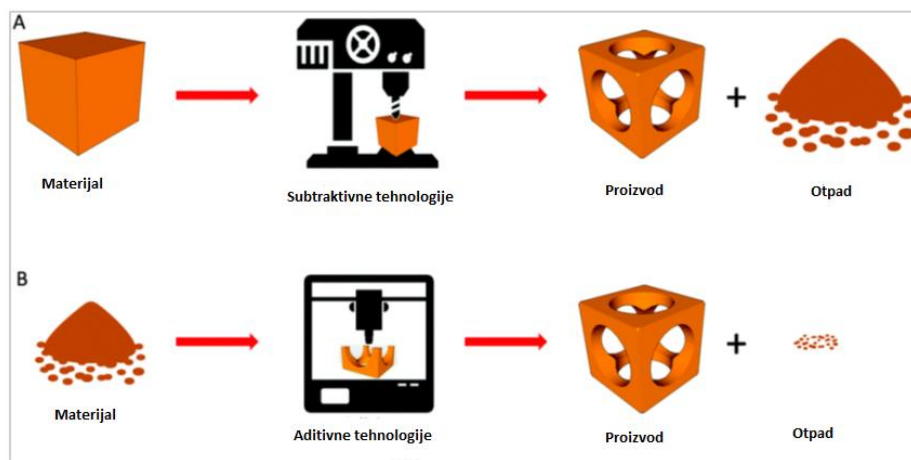 A
Materijal
Subtraktivne tehnologije
Proizvod
+
Otpad
B
Materijal
Aditivne tehnologije
Proizvod
+
Otpad